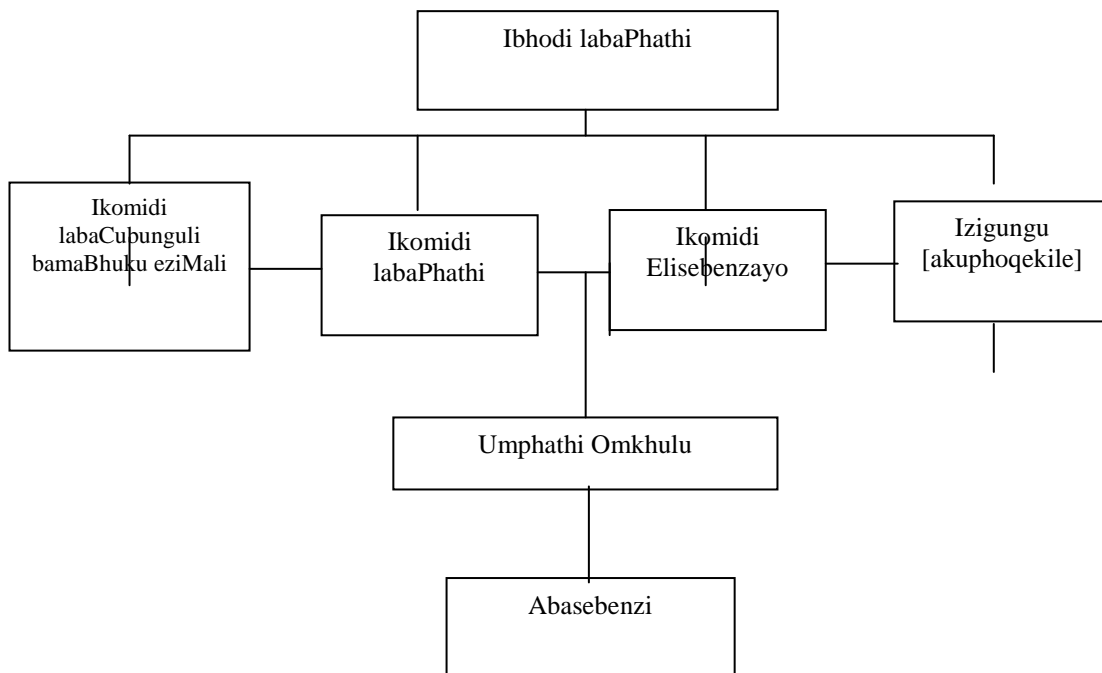 Ibhodi labaPhathi
Ikomidi
labaCubunguli
bamaBhuku eziMali
Ikomidi
labaPhathi
Ikomidi
Elisebenzayo
Izigungu
[akuphoqekile]
Umphathi Omkhulu
Abasebenzi